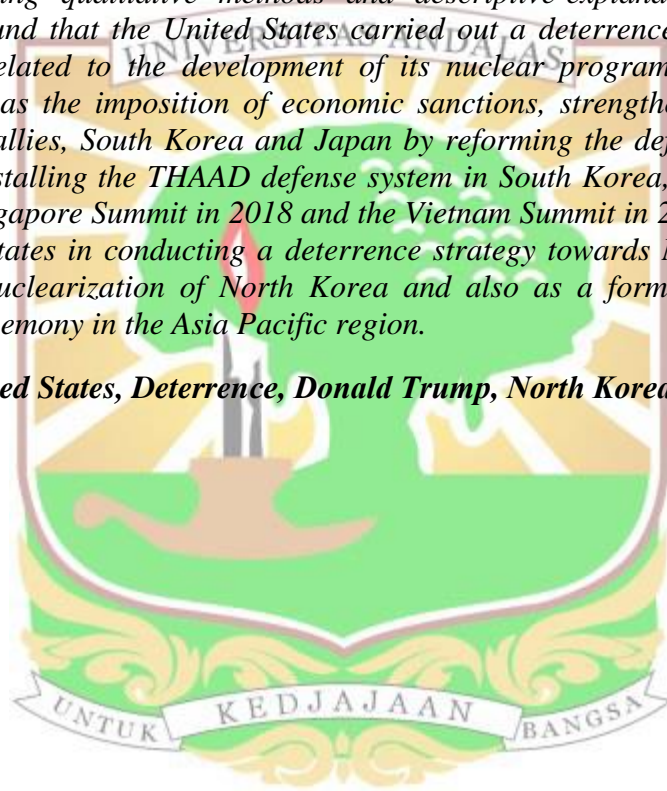 ing qualitative methods and descriptive-explana
und that the United States carried out a deterrence
UNIVERSITAS ANDALAS
elated to the development of its nuclear program
as the imposition of economic sanctions, strengthe
allies, South Korea and Japan by reforming the def
stalling the THAAD defense system in South Korea,
gapore Summit in 2018 and the Vietnam Summit in 2
tates in conducting a deterrence strategy towards
uclearization of North Korea and also as a form
emony in the Asia Pacific region.
ed States, Deterrence, Donald Trump, North Korea
UNTUK KEDJAJAAN BANGSA